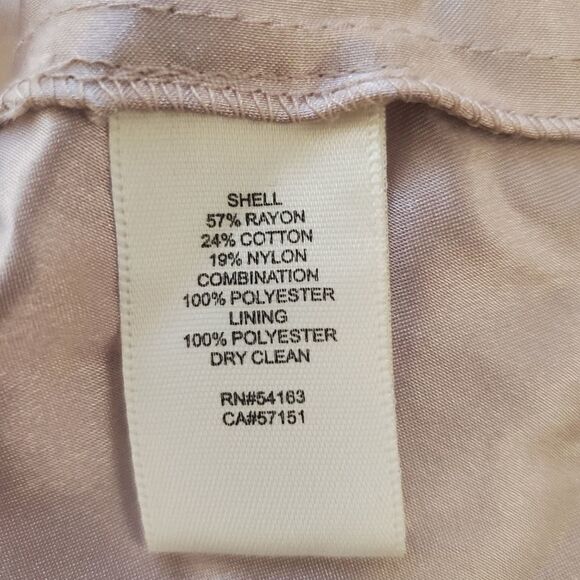 SHELL
57% RAYON
24% COTTON
19% NYLON
COMBINATION
100% POLYESTER
LINING
100% POLYESTER
DRY CLEAN
RN#54163
CA#57151